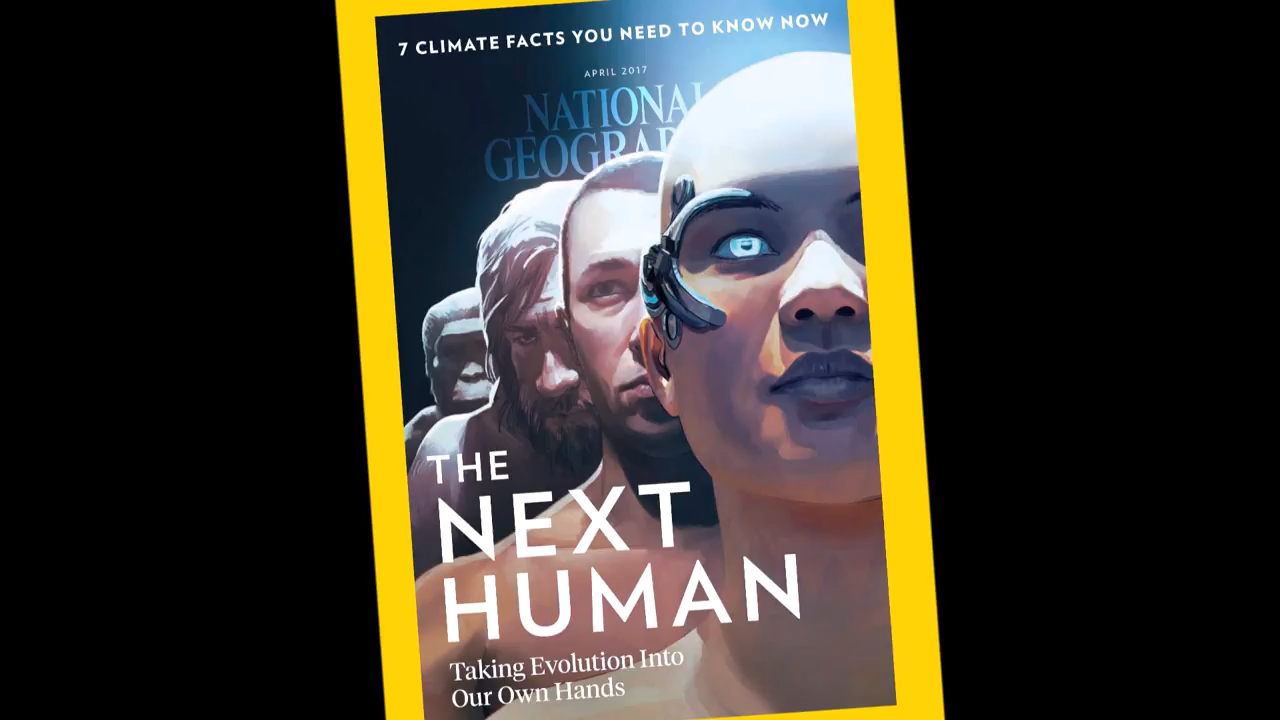 7 CLIMATE FACTS YOU NEED TO KNOW NOW
APRIL 2017
NATIONAL
GEOGRAP
THE
NEXT
HUMAN
Taking Evolution Into
Our Own Hands